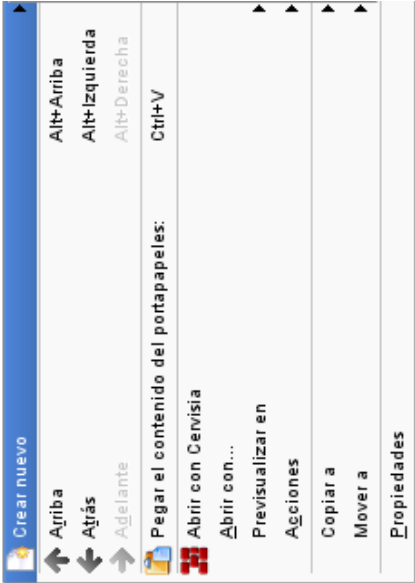 Crear nuevo
Arriba Alt+Arriba
Atrás Alt+Izquierda
Adelante Alt+Derecha
Pegar el contenido del portapapeles: Ctrl+V
Abrir con Cervisia
Abrir con...
Previsualizar en
Acciones
Copiar a
Mover a
Propiedades